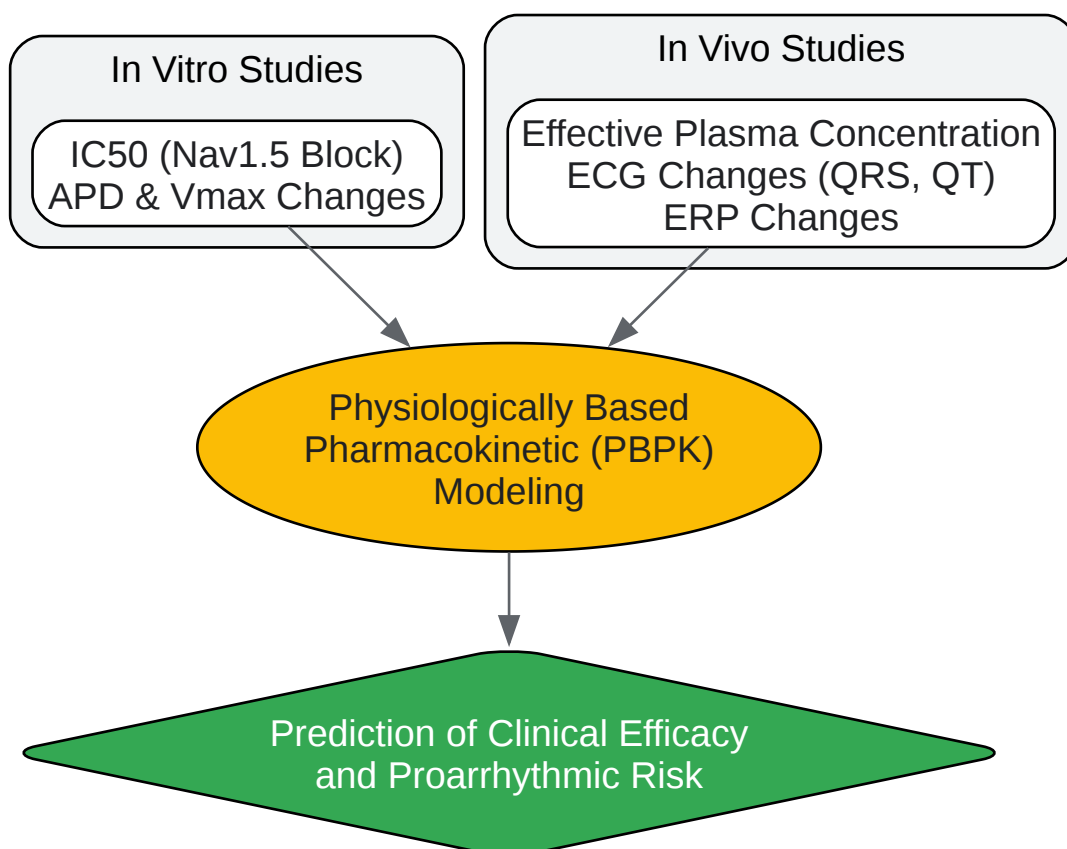 In Vitro Studies
IC50 (Nav1.5 Block)
APD & Vmax Changes
In Vivo Studies
Effective Plasma Concentration
ECG Changes (QRS, QT)
ERP Changes
Physiologically Based
Pharmacokinetic (PBPK)
Modeling
Prediction of Clinical Efficacy
and Proarrhythmic Risk